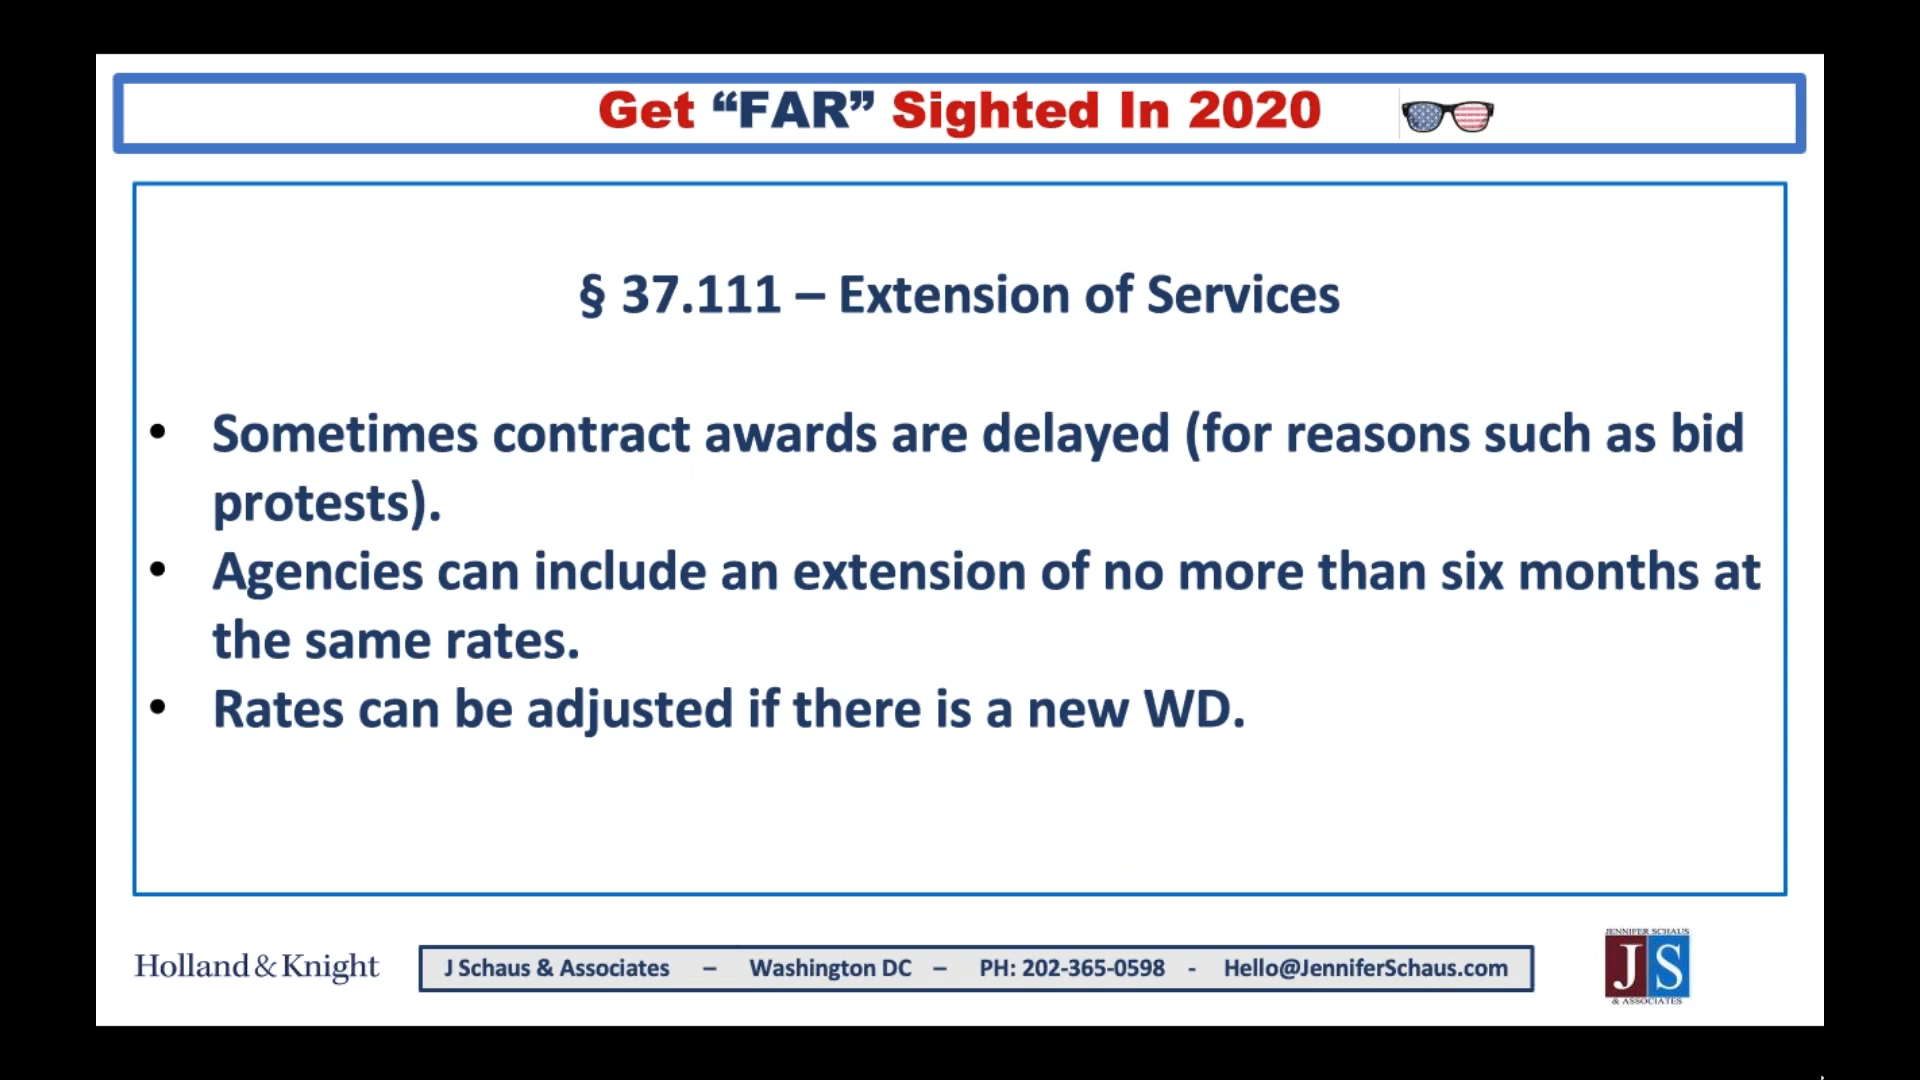 Get “FAR” Sighted In 2020
§ 37.111 – Extension of Services
• Sometimes contract awards are delayed (for reasons such as bid
protests).
• Agencies can include an extension of no more than six months at
the same rates.
• Rates can be adjusted if there is a new WD.
Holland & Knight
J Schaus & Associates – Washington DC – PH: 202-365-0598 - Hello@JenniferSchaus.com
JENNIFER SCHAUS
JS
& ASSOCIATES